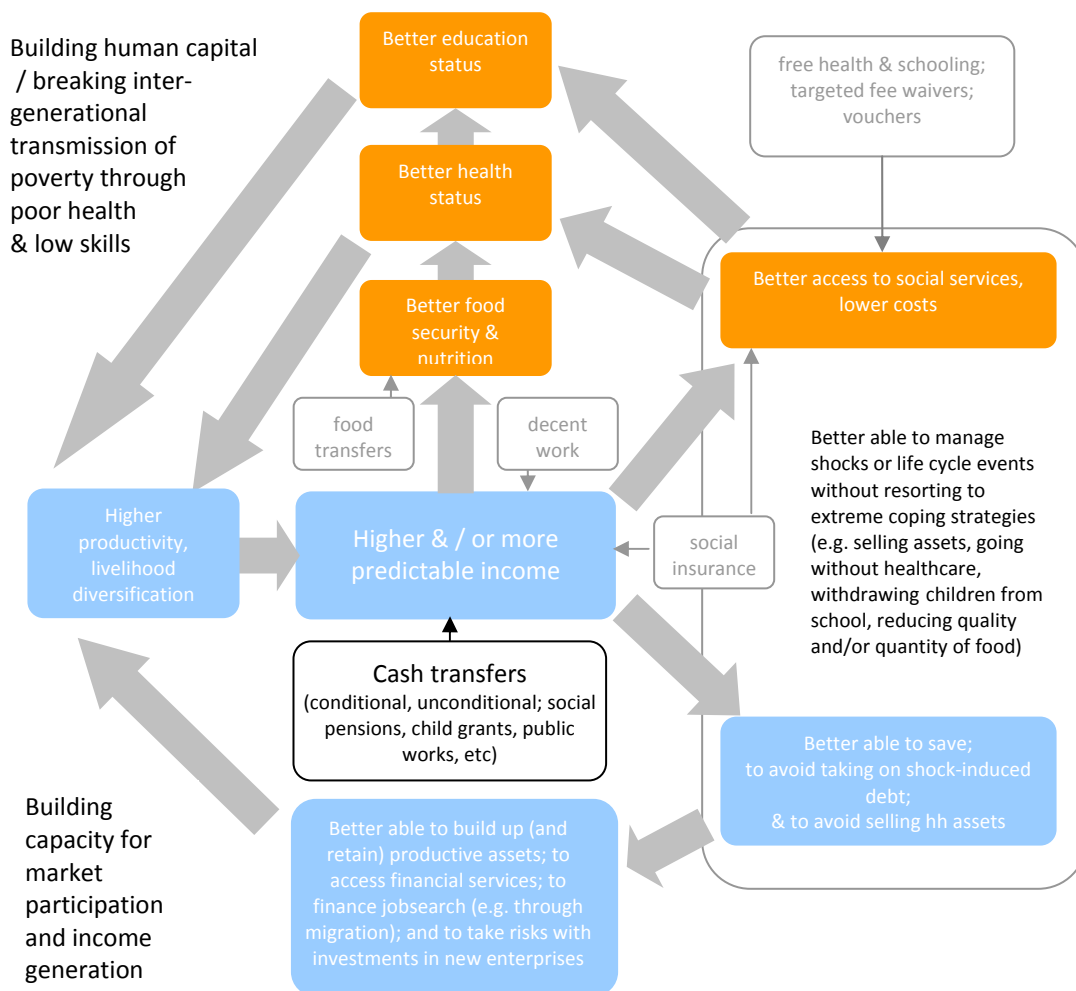 Building human capital
/ breaking inter-
generational
transmission of
poverty through
poor health
& low skills
Better education
status
free health & schooling;
targeted fee waivers;
vouchers
Better health
status
Better access to social services,
lower costs
Better food
security &
nutrition
food
transfers
decent
work
Better able to manage
shocks or life cycle events
without resorting to
extreme coping strategies
(e.g. selling assets, going
without healthcare,
withdrawing children from
school, reducing quality
and/or quantity of food)
Higher
productivity,
livelihood
diversification
Higher & / or more
predictable income
social
insurance
Cash transfers
(conditional, unconditional; social
pensions, child grants, public
works, etc)
Better able to save;
to avoid taking on shock-induced
debt;
& to avoid selling hh assets
Building
capacity for
market
participation
and income
generation
Better able to build up (and
retain) productive assets; to
access financial services; to
finance jobsearch (e.g. through
migration); and to take risks with
investments in new enterprises